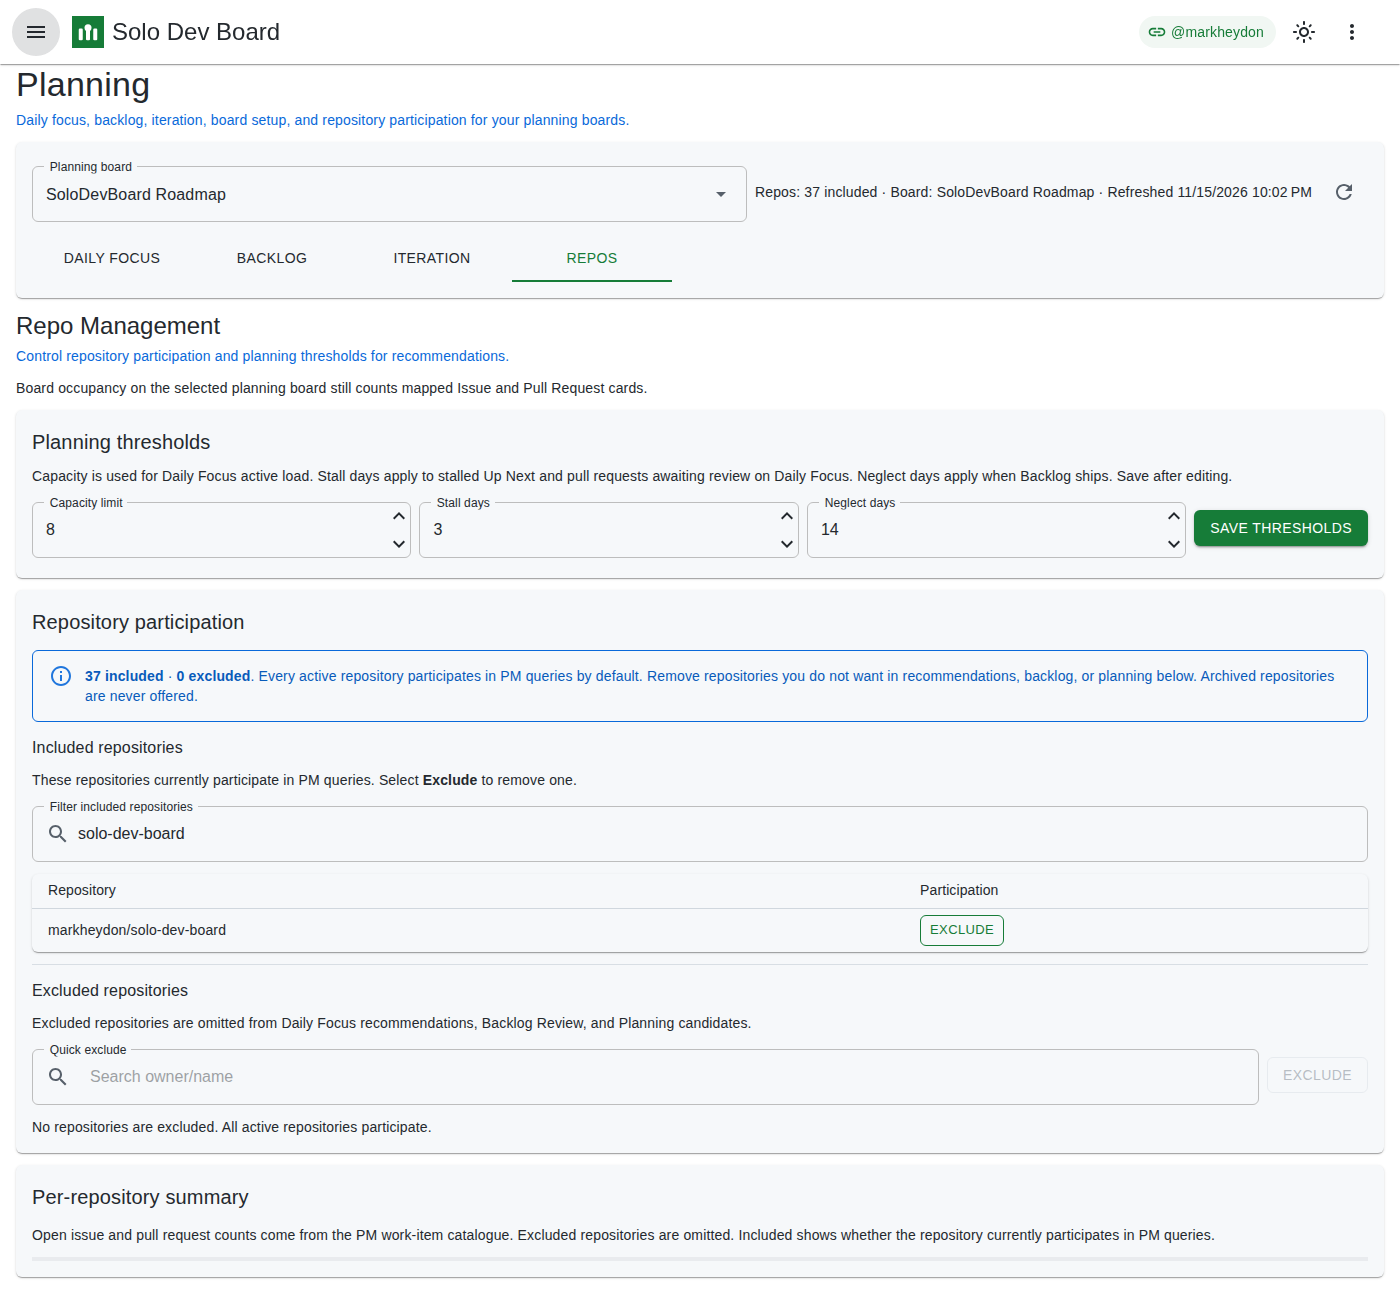 Solo Dev Board
@markheydon
Planning
Daily focus, backlog, iteration, board setup, and repository participation for your planning boards.
Planning board
SoloDevBoard Roadmap
Repos: 37 included · Board: SoloDevBoard Roadmap · Refreshed 11/15/2026 10:02 PM
DAILY FOCUS
BACKLOG
ITERATION
REPOS
Repo Management
Control repository participation and planning thresholds for recommendations.
Board occupancy on the selected planning board still counts mapped Issue and Pull Request cards.
Planning thresholds
Capacity is used for Daily Focus active load. Stall days apply to stalled Up Next and pull requests awaiting review on Daily Focus. Neglect days apply when Backlog ships. Save after editing.
Capacity limit
8
Stall days
3
Neglect days
14
SAVE THRESHOLDS
Repository participation
37 included · 0 excluded. Every active repository participates in PM queries by default. Remove repositories you do not want in recommendations, backlog, or planning below. Archived repositories
are never offered.
Included repositories
These repositories currently participate in PM queries. Select Exclude to remove one.
Filter included repositories
solo-dev-board
Repository
Participation
markheydon/solo-dev-board
EXCLUDE
Excluded repositories
Excluded repositories are omitted from Daily Focus recommendations, Backlog Review, and Planning candidates.
Quick exclude
Search owner/name
EXCLUDE
No repositories are excluded. All active repositories participate.
Per-repository summary
Open issue and pull request counts come from the PM work-item catalogue. Excluded repositories are omitted. Included shows whether the repository currently participates in PM queries.